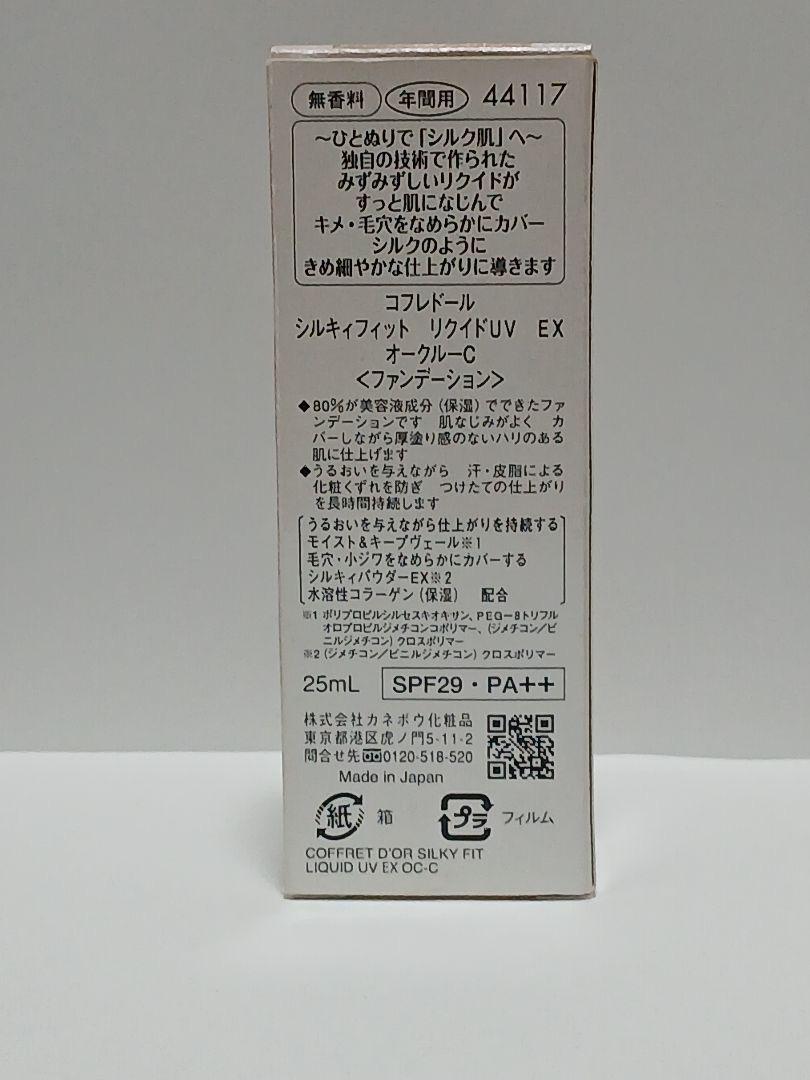 無香料 年間用 44117
～ひとぬりで「シルク肌」へ～
独自の技術で作られた
みずみずしいリクイドが
すっと肌になじんで
キメ・毛穴をなめらかにカバー
シルクのように
きめ細やかな仕上がりに導きます
コフレドール
シルキィフィット リクイドUV EX
オークルーC
＜ファンデーション＞
◆80%が美容液成分（保湿）でできたファ
ンデーションです 肌なじみがよく カ
バーしながら厚塗り感のないハリのある
肌に仕上げます
◆うるおいを与えながら 汗・皮脂による
化粧くずれを防ぎ つけたての仕上がり
を長時間持続します
うるおいを与えながら仕上がりを持続する
モイスト＆キープヴェール※1
毛穴・小ジワをなめらかにカバーする
シルキィパウダーEX※2
水溶性コラーゲン（保湿） 配合
※1 ポリプロピルシルセスキオキサン、PEGー8トリフル
オロプロピルジメチコンコポリマー、（ジメチコン／ビ
ニルジメチコン）クロスポリマー
※2（ジメチコン／ビニルジメチコン）クロスポリマー
25mL SPF29・PA++
株式会社カネボウ化粧品
東京都港区虎ノ門5-11-2
問合せ先 0120-518-520
Made in Japan
紙 箱 プラ フィルム
COFFRET D'OR SILKY FIT
LIQUID UV EX OC-C